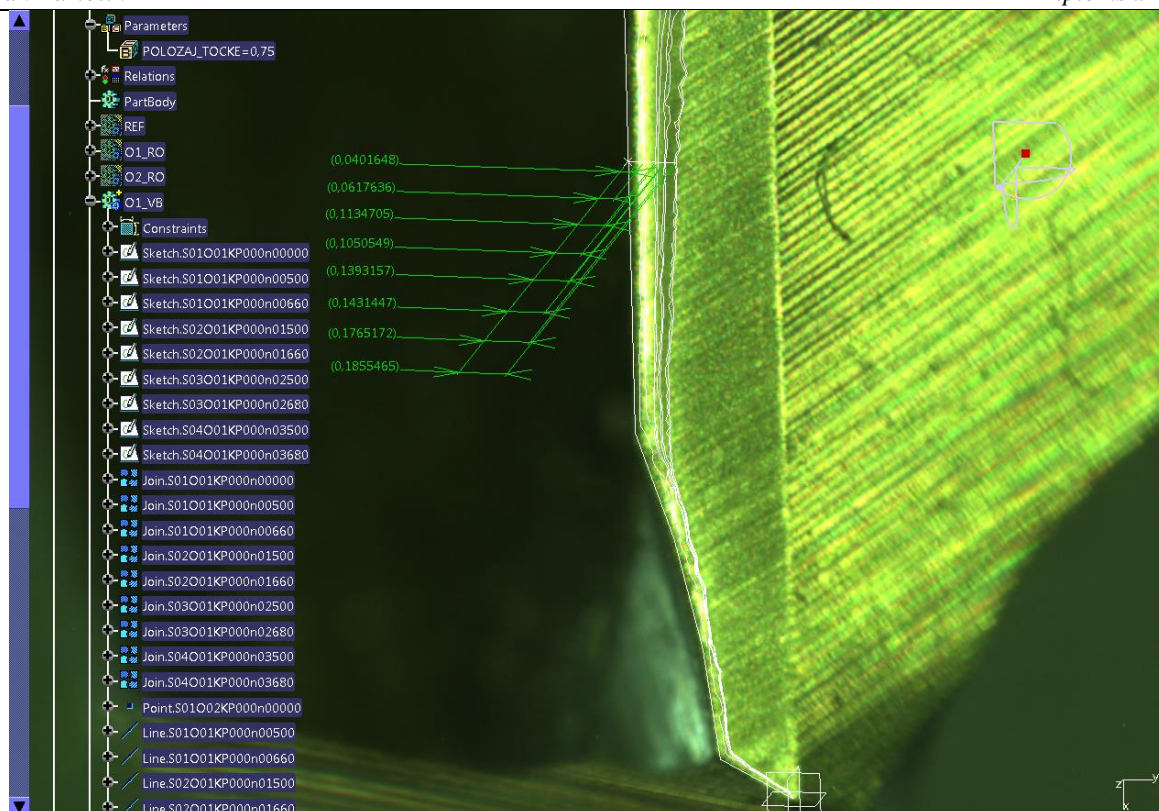 Parameters
POLOZAJ_TOCKE=0,75
Relations
PartBody
REF
O1_RO
O2_RO
O1_VB
Constraints
Sketch.S01O01KP000n00000
Sketch.S01O01KP000n00500
Sketch.S01O01KP000n00660
Sketch.S02O01KP000n01500
Sketch.S02O01KP000n01660
Sketch.S03O01KP000n02500
Sketch.S03O01KP000n02680
Sketch.S04O01KP000n03500
Sketch.S04O01KP000n03680
Join.S01O01KP000n00000
Join.S01O01KP000n00500
Join.S01O01KP000n00660
Join.S02O01KP000n01500
Join.S02O01KP000n01660
Join.S03O01KP000n02500
Join.S03O01KP000n02680
Join.S04O01KP000n03500
Join.S04O01KP000n03680
Point.S01O02KP000n00000
Line.S01O01KP000n00500
Line.S01O01KP000n00660
Line.S02O01KP000n01500
Line.S02O01KP000n01660
(0,0401648)
(0,0617636)
(0,1134705)
(0,1050549)
(0,1393157)
(0,1431447)
(0,1765172)
(0,1855465)
z
y
x